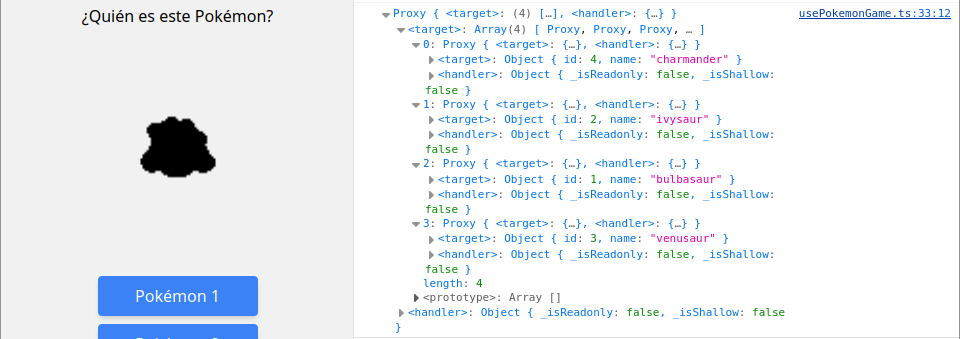 ¿Quién es este Pokémon?
Pokémon 1
Proxy { <target>: (4) […], <handler>: {…} }
usePokemonGame.ts:33:12
<target>: Array(4) [ Proxy, Proxy, Proxy, … ]
0: Proxy { <target>: {…}, <handler>: {…} }
<target>: Object { id: 4, name: "charmander" }
<handler>: Object { _isReadonly: false, _isShallow:
false }
1: Proxy { <target>: {…}, <handler>: {…} }
<target>: Object { id: 2, name: "ivysaur" }
<handler>: Object { _isReadonly: false, _isShallow:
false }
2: Proxy { <target>: {…}, <handler>: {…} }
<target>: Object { id: 1, name: "bulbasaur" }
<handler>: Object { _isReadonly: false, _isShallow:
false }
3: Proxy { <target>: {…}, <handler>: {…} }
<target>: Object { id: 3, name: "venusaur" }
<handler>: Object { _isReadonly: false, _isShallow:
false }
length: 4
<prototype>: Array []
<handler>: Object { _isReadonly: false, _isShallow: false
}